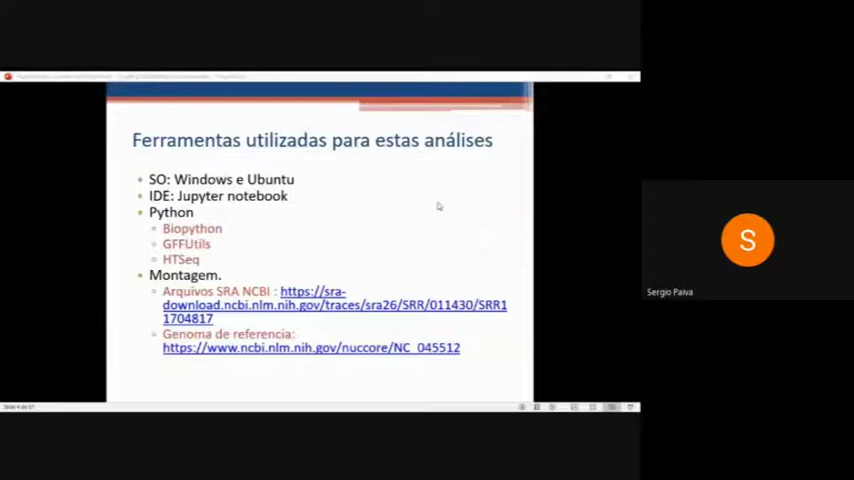 Ferramentas utilizadas para estas análises
SO: Windows e Ubuntu
IDE: Jupyter notebook
Python
Biopython
GFFUtils
HTSeq
Montagem.
Arquivos SRA NCBI : https://sra-
download.ncbi.nlm.nih.gov/traces/sra26/SRR/011430/SRR1
1704817
Genoma de referencia:
https://www.ncbi.nlm.nih.gov/nuccore/NC_045512
S
Sergio Paiva